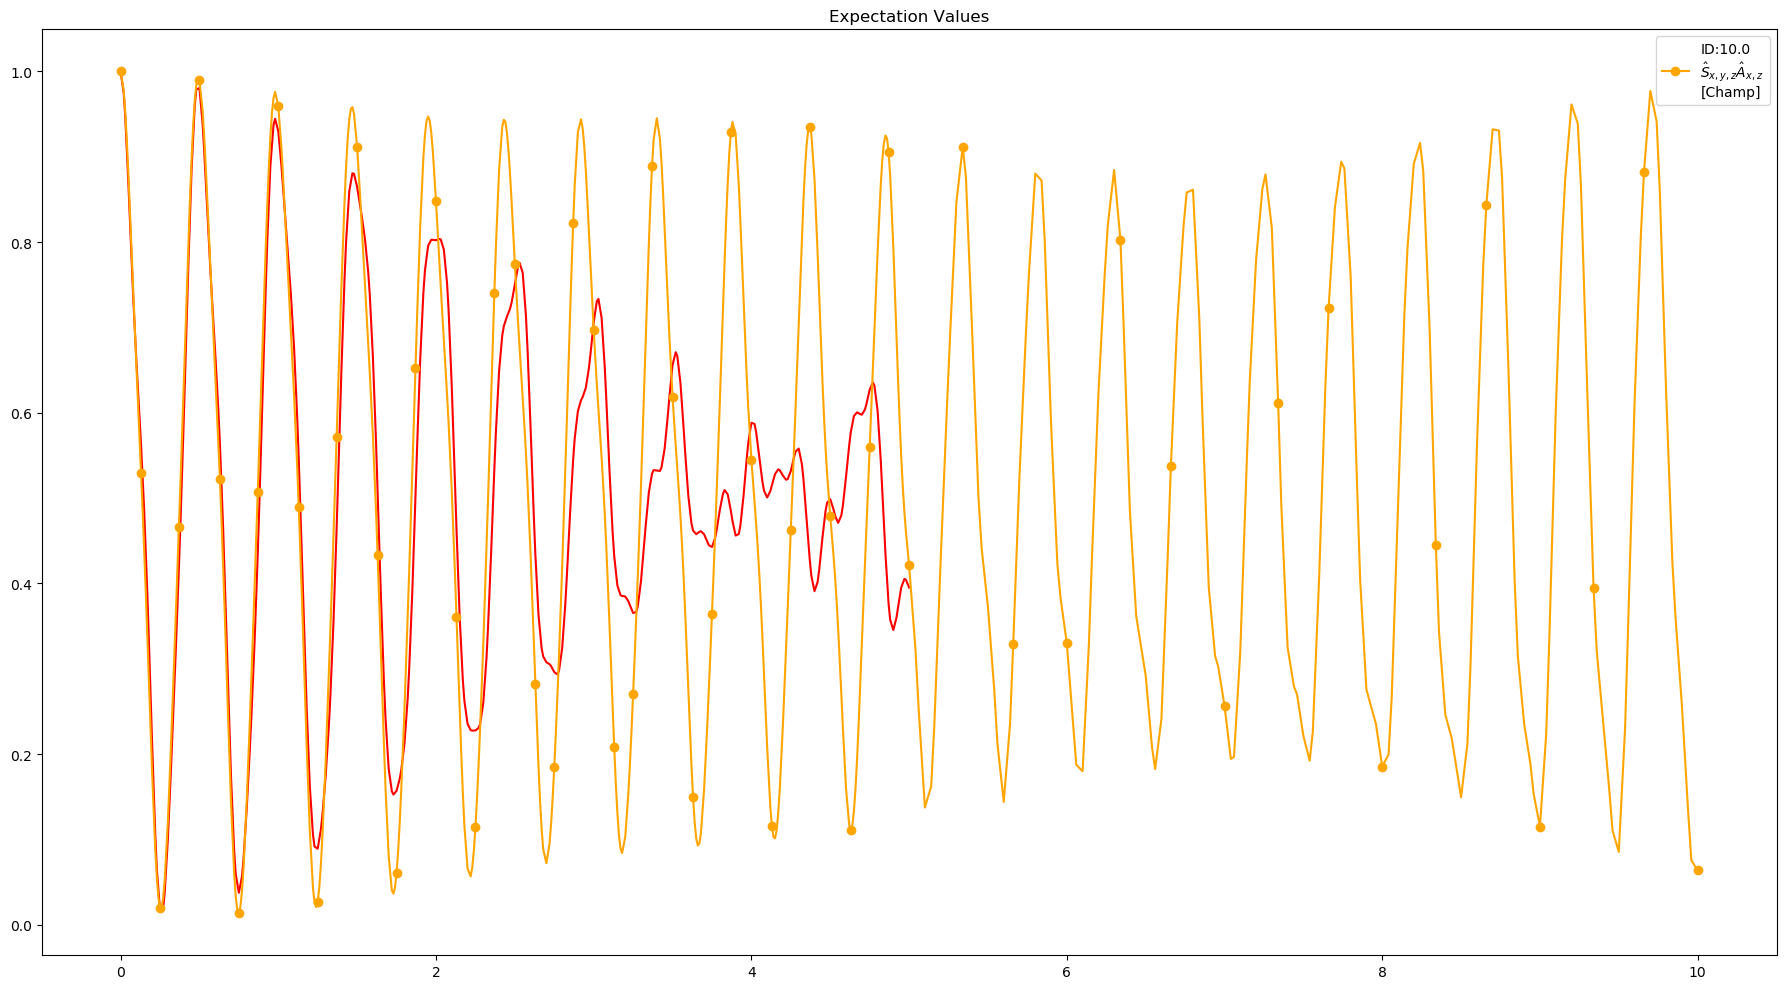 Expectation Values
ID:10.0
$\hat{S}_{x,y,z}\hat{A}_{x,z}$
[Champ]
1.0
0.8
0.6
0.4
0.2
0.0
0 2 4 6 8 10